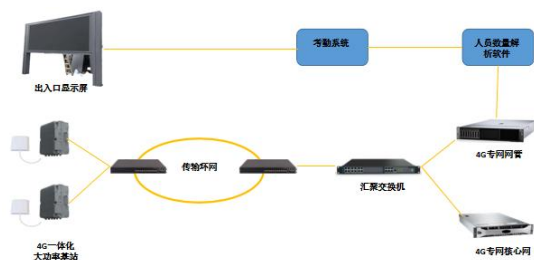 考勤系统
人员数量解
析软件
出入口显示屏
传输环网
汇聚交换机
4G专网网管
4G一体化
大功率基站
4G专网核心网